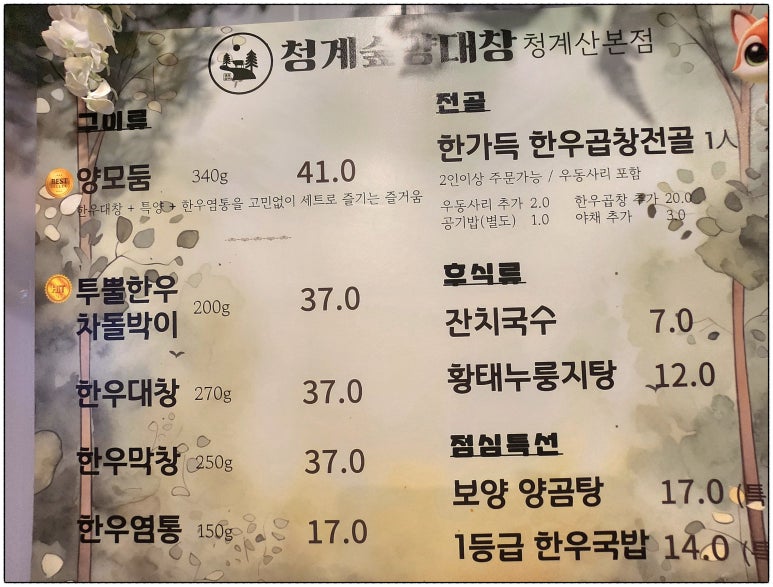 청계숲양대창 청계산본점
구이류
BEST
양모둠 340g 41.0
한우대창 + 특양 + 한우염통을 고민없이 세트로 즐기는 즐거움
HIT
투뿔한우
차돌박이 200g 37.0
한우대창 270g 37.0
한우막창 250g 37.0
한우염통 150g 17.0
전골
한가득 한우곱창전골 1人
2인이상 주문가능 / 우동사리 포함
우동사리 추가 2.0 한우곱창 추가 20.0
공기밥(별도) 1.0 야채 추가 3.0
후식류
잔치국수 7.0
황태누룽지탕 12.0
점심특선
보양 양곰탕 17.0 (특
1등급 한우국밥 14.0 (특